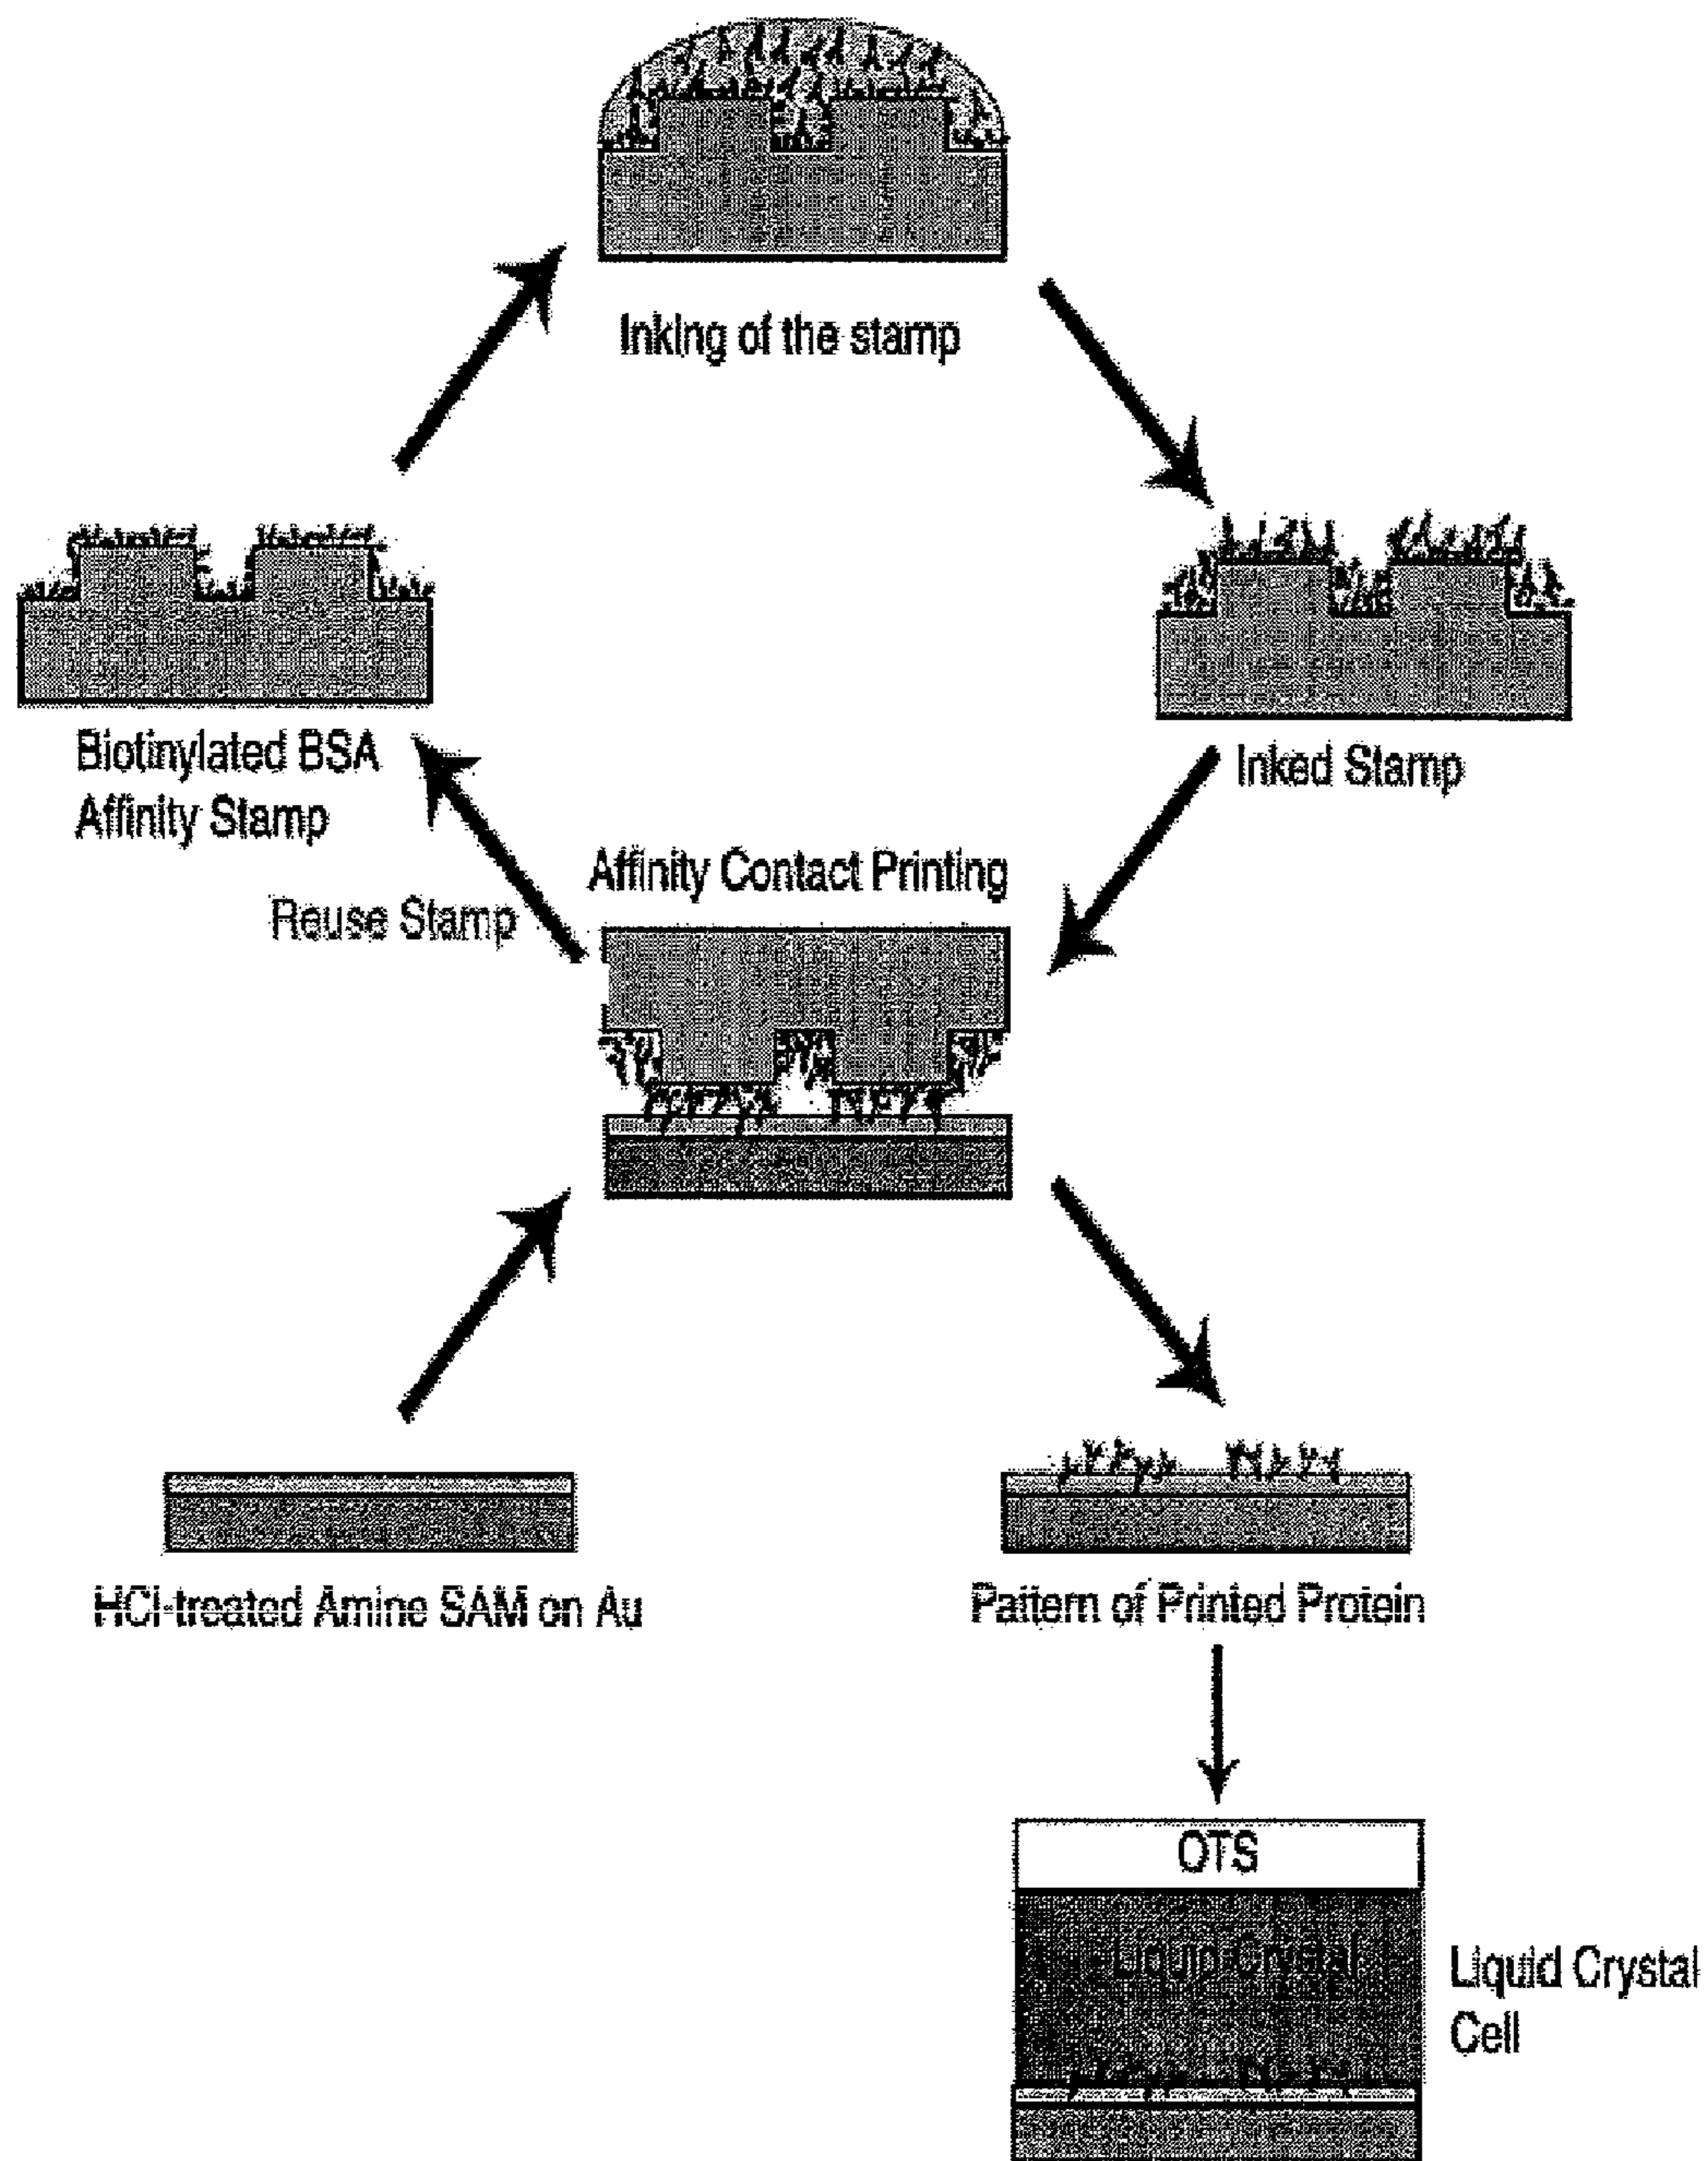 Inking of the stamp
Biotinylated BSA
Affinity Stamp
Inked Stamp
Affinity Contact Printing
Reuse Stamp
HCl-treated Amine SAM on Au
Pattern of Printed Protein
OTS
Liquid Crystal
Liquid Crystal
Cell